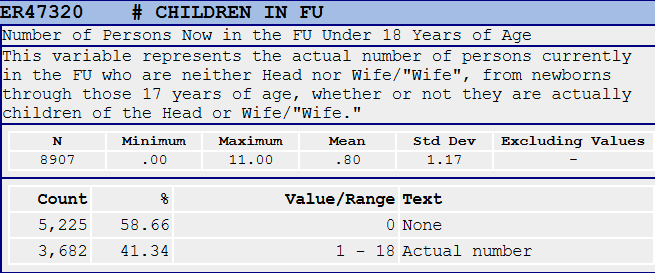 ER47320 # CHILDREN IN FU
Number of Persons Now in the FU Under 18 Years of Age
This variable represents the actual number of persons currently
in the FU who are neither Head nor Wife/"Wife", from newborns
through those 17 years of age, whether or not they are actually
children of the Head or Wife/"Wife."
N Minimum Maximum Mean Std Dev Excluding Values
8907 .00 11.00 .80 1.17 -
Count % Value/Range Text
5,225 58.66 0 None
3,682 41.34 1 - 18 Actual number